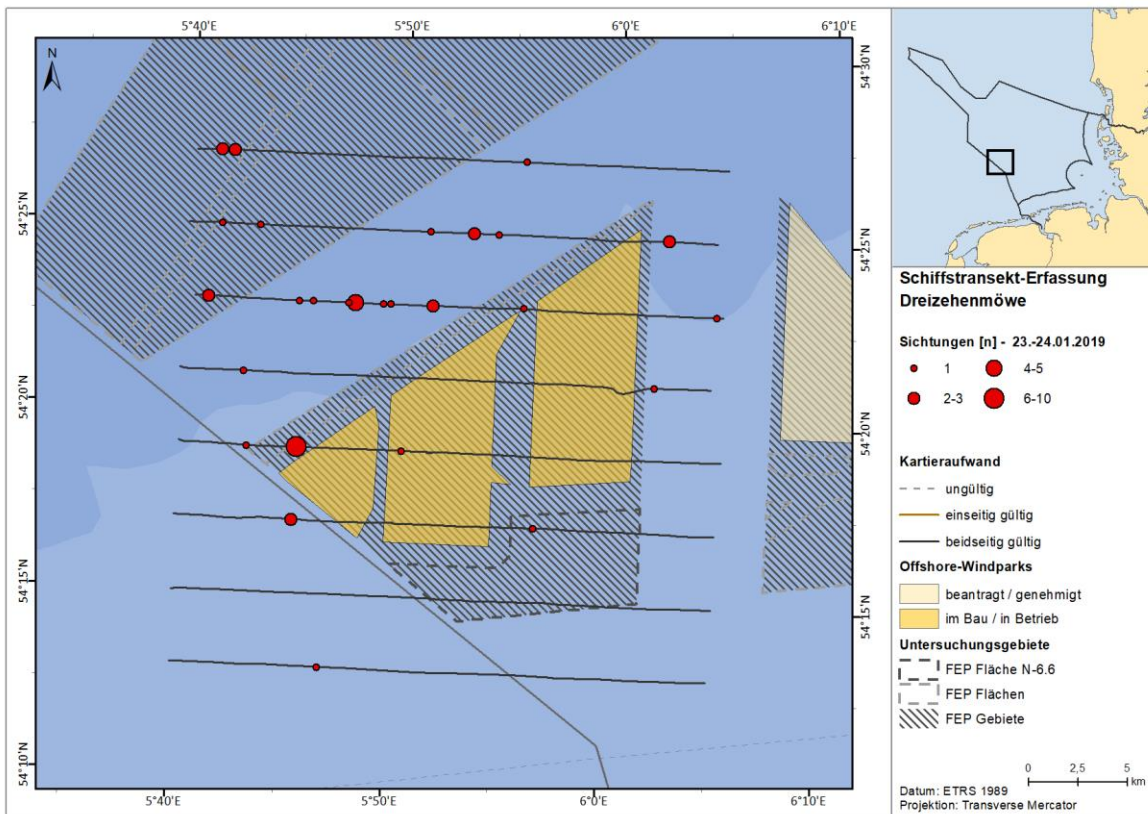 5°40'E 5°50'E 6°0'E 6°10'E
N
54°30'N
54°25'N 54°25'N
54°20'N 54°20'N
54°15'N 54°15'N
54°10'N
5°40'E 5°50'E 6°0'E 6°10'E
Schiffstransekt-Erfassung
Dreizehenmöwe
Sichtungen [n] - 23.-24.01.2019
1 4-5
2-3 6-10
Kartieraufwand
ungültig
einseitig gültig
beidseitig gültig
Offshore-Windparks
beantragt / genehmigt
im Bau / in Betrieb
Untersuchungsgebiete
FEP Fläche N-6.6
FEP Flächen
FEP Gebiete
0 2,5 5
km
Datum: ETRS 1989
Projektion: Transverse Mercator